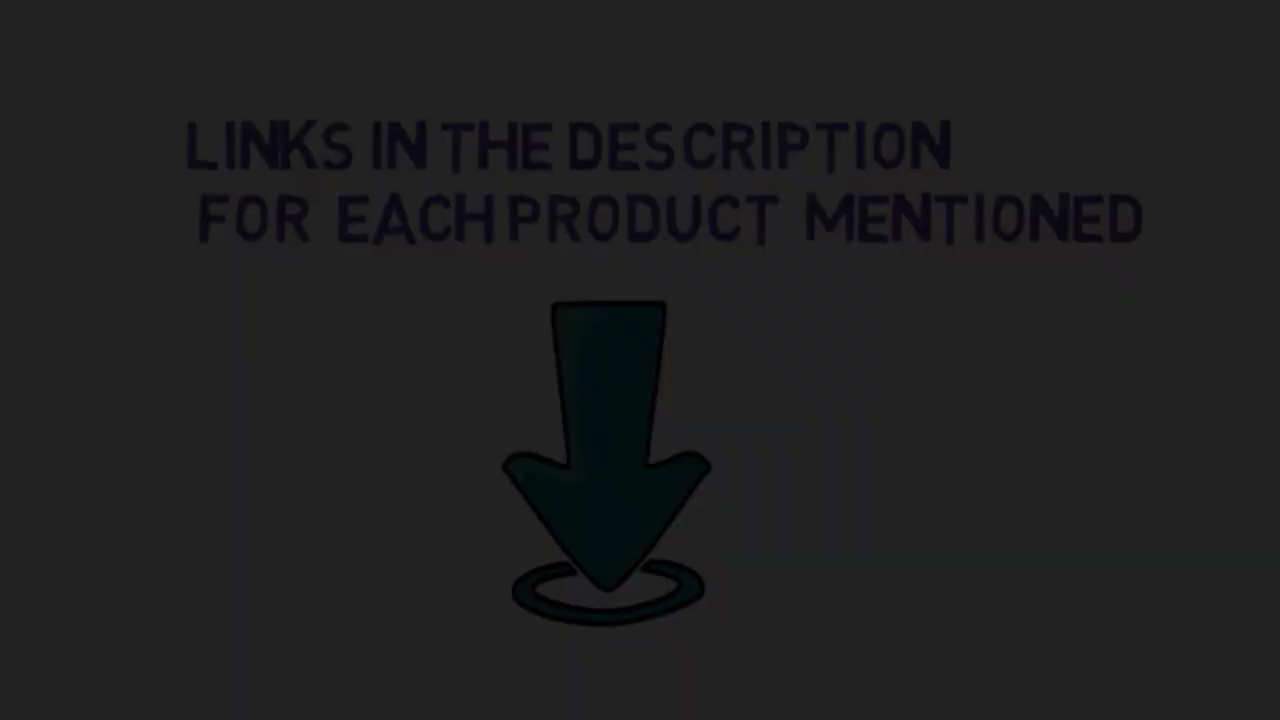 LINKS IN THE DESCRIPTION
FOR EACH PRODUCT MENTIONED